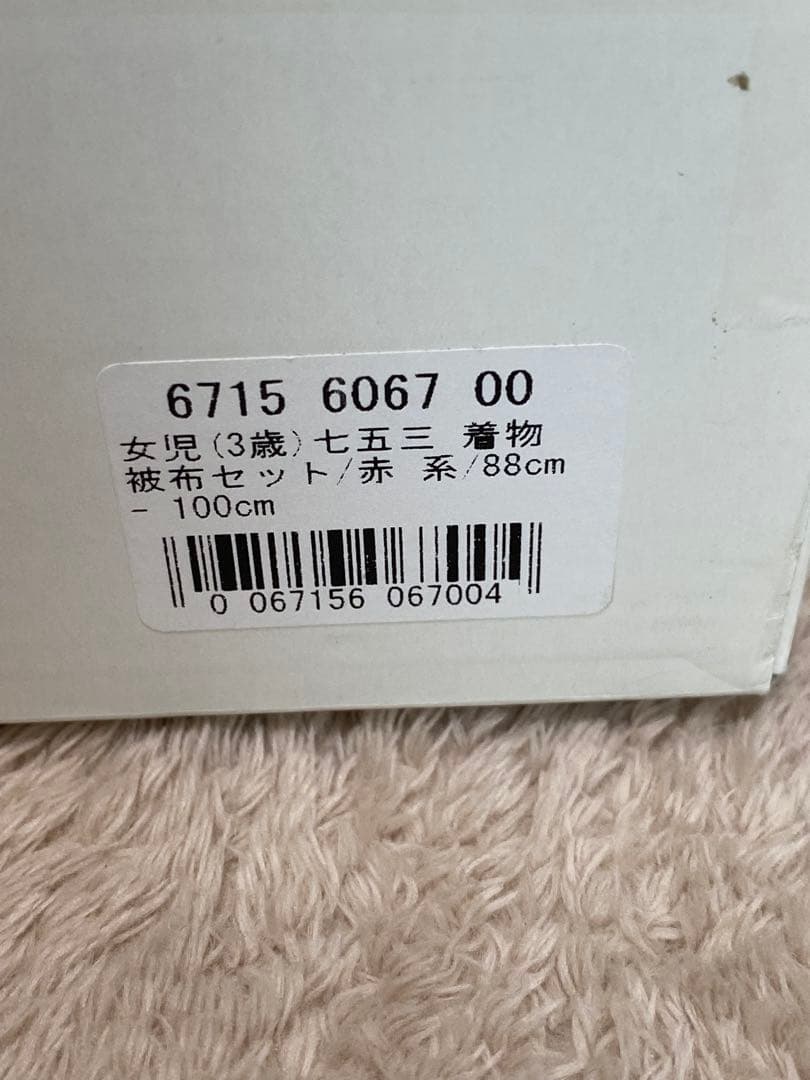 6715 6067 00
女児(3歳)七五三 着物
被布セット/赤 系/88cm
- 100cm
0 067156 067004